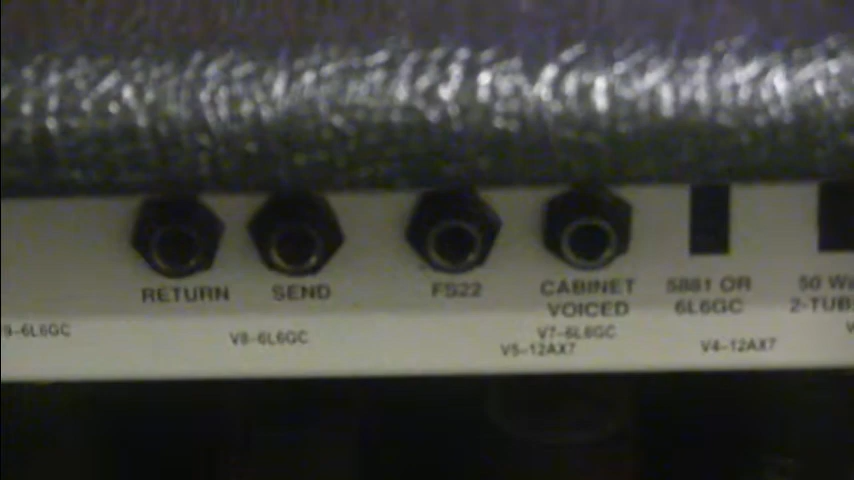 RETURN
SEND
FS22
CABINET
VOICED
5881 OR
6L6GC
50
2-TUB
9-6L6GC
V8-6L6GC
V7-6L6GC
V5-12AX7
V4-12AX7
V